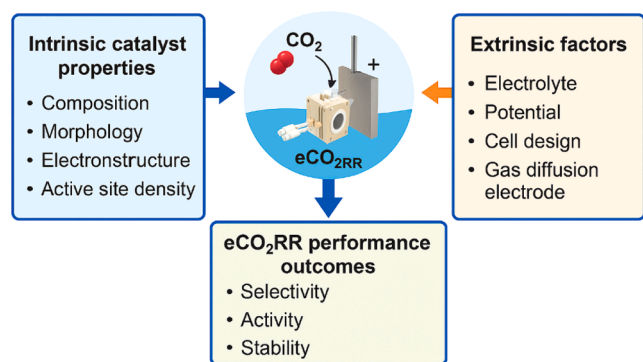 Intrinsic catalyst
properties
• Composition
• Morphology
• Electronstructure
• Active site density
CO₂
+
eCO₂RR
Extrinsic factors
• Electrolyte
• Potential
• Cell design
• Gas diffusion
electrode
eCO₂RR performance
outcomes
• Selectivity
• Activity
• Stability